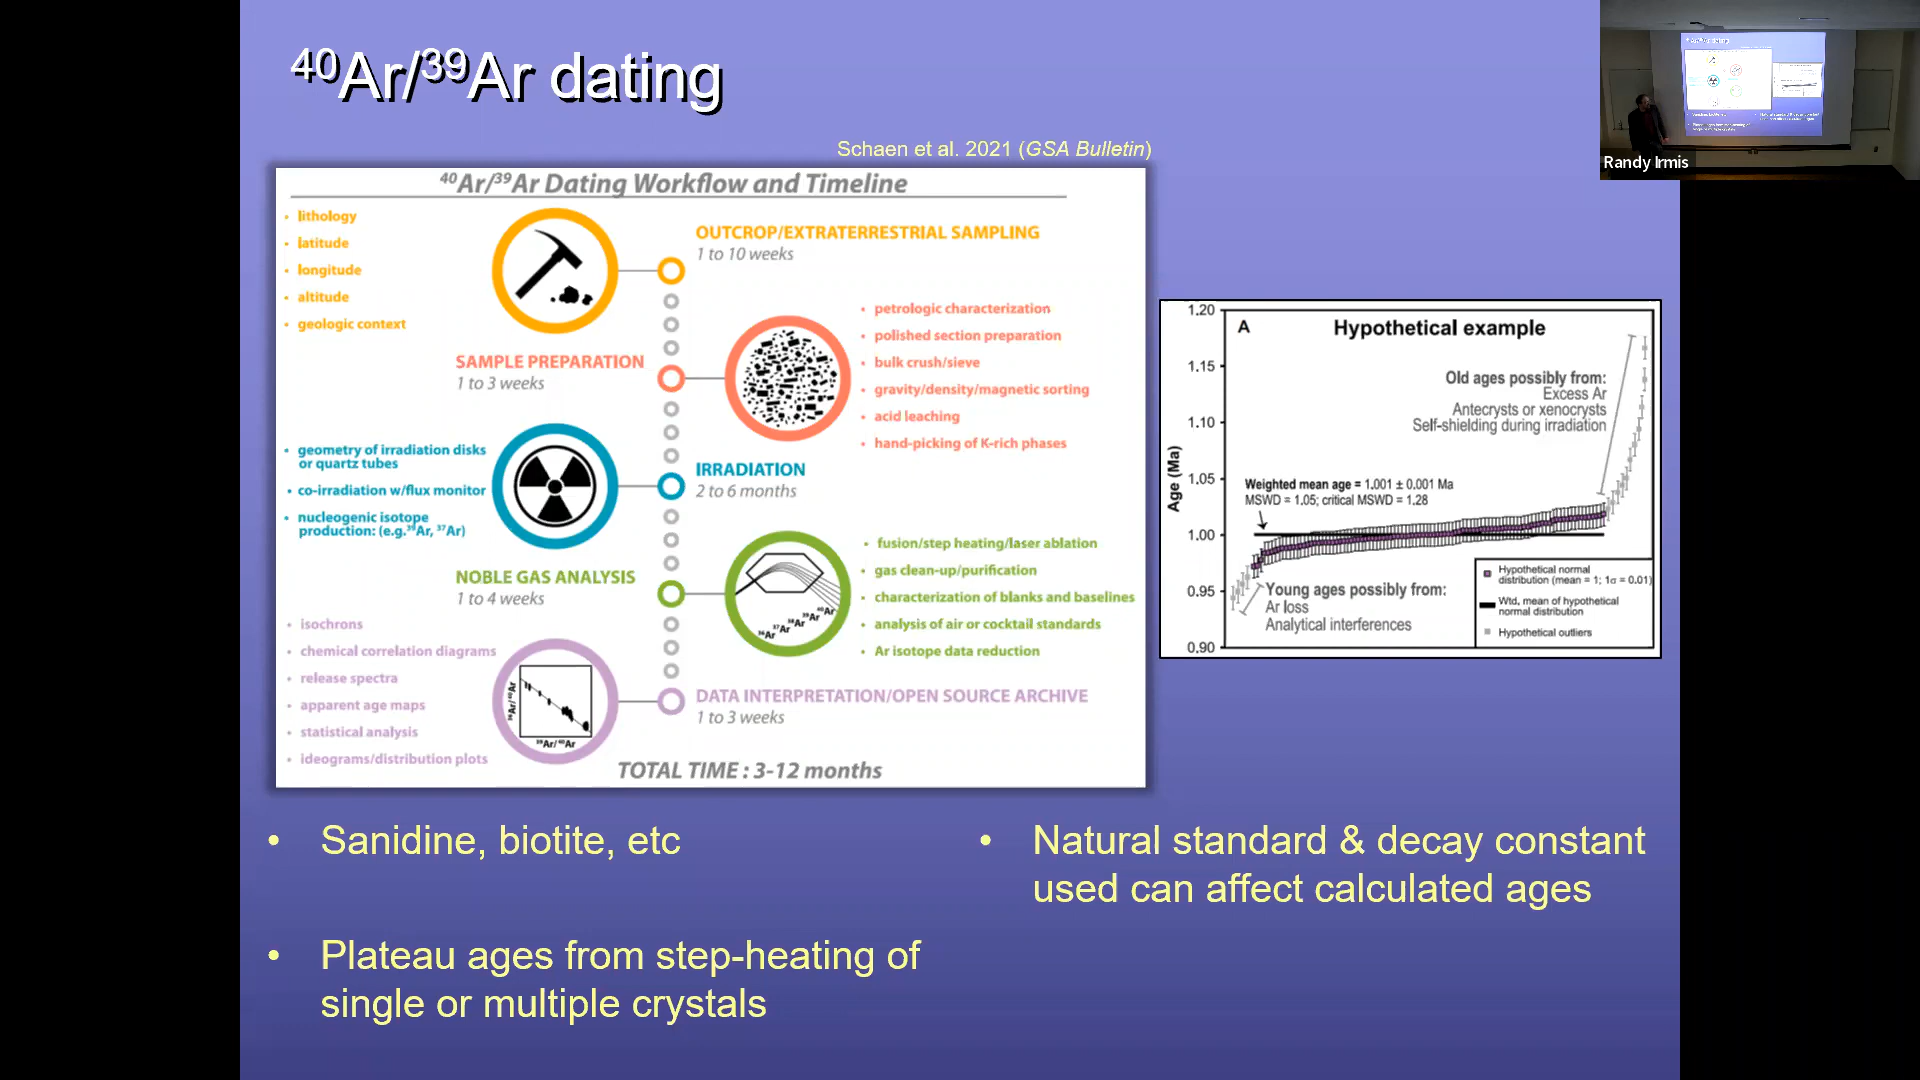 ⁴⁰Ar/³⁹Ar dating
Schaen et al. 2021 (GSA Bulletin)
⁴⁰Ar/³⁹Ar Dating Workflow and Timeline
• lithology
• latitude
• longitude
• altitude
• geologic context
OUTCROP/EXTRATERRESTRIAL SAMPLING
1 to 10 weeks
SAMPLE PREPARATION
1 to 3 weeks
• petrologic characterization
• polished section preparation
• bulk crush/sieve
• gravity/density/magnetic sorting
• acid leaching
• hand-picking of K-rich phases
• geometry of irradiation disks
or quartz tubes
• co-irradiation w/flux monitor
• nucleogenic isotope
production: (e.g.³⁹Ar, ³⁷Ar)
IRRADIATION
2 to 6 months
NOBLE GAS ANALYSIS
1 to 4 weeks
³⁶Ar ³⁷Ar ³⁸Ar ³⁹Ar ⁴⁰Ar
• fusion/step heating/laser ablation
• gas clean-up/purification
• characterization of blanks and baselines
• analysis of air or cocktail standards
• Ar isotope data reduction
• isochrons
• chemical correlation diagrams
• release spectra
• apparent age maps
• statistical analysis
• ideograms/distribution plots
³⁶Ar/⁴⁰Ar
³⁹Ar/⁴⁰Ar
DATA INTERPRETATION/OPEN SOURCE ARCHIVE
1 to 3 weeks
TOTAL TIME : 3-12 months
A
Hypothetical example
Age (Ma)
1.20
1.15
1.10
1.05
1.00
0.95
0.90
Old ages possibly from:
Excess Ar
Antecrysts or xenocrysts
Self-shielding during irradiation
Weighted mean age = 1.001 ± 0.001 Ma
MSWD = 1.05; critical MSWD = 1.28
Young ages possibly from:
Ar loss
Analytical interferences
Hypothetical normal
distribution (mean = 1; 1σ = 0.01)
Wtd. mean of hypothetical
normal distribution
Hypothetical outliers
• Sanidine, biotite, etc
• Plateau ages from step-heating of
single or multiple crystals
• Natural standard & decay constant
used can affect calculated ages
Randy Irmis